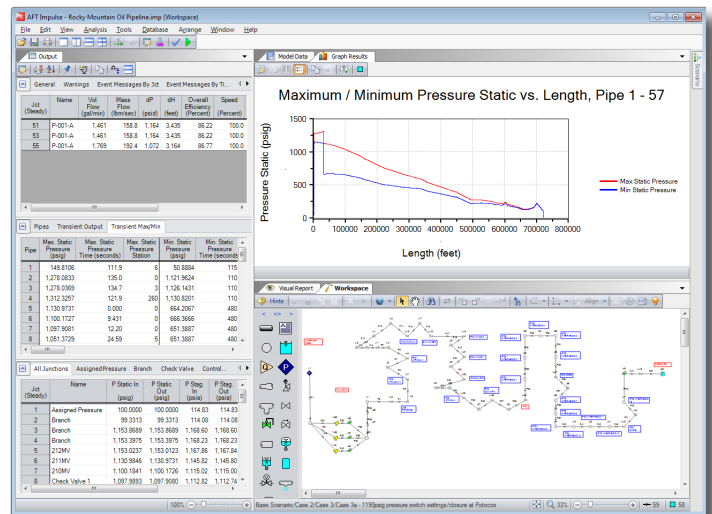 AFT Impulse - Rocky Mountain Oil Pipeline.imp (Workspace)
File Edit View Analysis Tools Database Arrange Window Help
Output
General Warnings Event Messages By Jct Event Messages By Ti...
Jct (Steady) Name Vol. Flow (gal/min) Mass Flow (lbm/sec) dP (psid) dH (feet) Overall Efficiency (Percent) Speed (Percent)
51 P-001-A 1,461 158.8 1,164 3,435 86.22 100.0
53 P-001-A 1,461 158.8 1,164 3,435 86.22 100.0
55 P-001-A 1,769 192.4 1,072 3,164 86.77 100.0
Pipes Transient Output Transient Max/Min
Pipe Max. Static Pressure (psig) Max. Static Pressure Time (seconds) Max. Static Pressure Station Min. Static Pressure (psig) Min. Static Pressure Time (seconds
1 149.8106 111.9 6 50.8884 115
2 1,278.0833 135.0 0 1,121.9624 110
3 1,278.0369 134.7 3 1,126.1431 110
4 1,312.3257 121.9 260 1,130.8201 110
5 1,130.9731 0.000 0 664.2067 480
6 1,100.1727 9.431 0 666.3666 480
7 1,097.9081 12.20 0 651.3887 480
8 1,051.3729 24.59 5 651.3887 480
All Junctions Assigned Pressure Branch Check Valve Control...
Jct (Steady) Name P Static In (psig) P Static Out (psig) P Stag. In (psia) P Stag. Out (psia)
1 Assigned Pressure 100.0000 100.0000 114.83 114.83
2 Branch 99.3313 99.3313 114.08 114.08
3 Branch 1,153.8689 1,153.8689 1,168.60 1,168.60
4 Branch 1,153.3975 1,153.3975 1,168.23 1,168.23
5 212MV 1,153.0237 1,153.0123 1,167.86 1,167.84
6 211MV 1,130.9846 1,130.9731 1,145.82 1,145.80
7 210MV 1,100.1841 1,100.1726 1,115.02 1,115.00
8 Check Valve 1 1,097.9893 1,097.9080 1,112.82 1,112.74
100%
Model Data Graph Results
Maximum / Minimum Pressure Static vs. Length, Pipe 1 - 57
Pressure Static (psig)
1500
1000
500
0
0 100000 200000 300000 400000 500000 600000 700000 800000
Length (feet)
Max Static Pressure
Min Static Pressure
Scenario
Visual Report Workspace
Hints
Align
Base Scenario/Case 2/Case 3/Case 3a - 1190psig pressure switch settings/closure at Potocos
33%
59
58